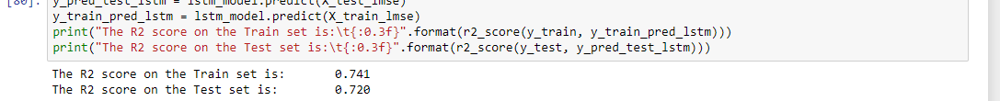 [80]: y_pred_test_lstm = lstm_model.predict(X_test_lmse)
y_train_pred_lstm = lstm_model.predict(X_train_lmse)
print("The R2 score on the Train set is:\t{:0.3f}".format(r2_score(y_train, y_train_pred_lstm)))
print("The R2 score on the Test set is:\t{:0.3f}".format(r2_score(y_test, y_pred_test_lstm)))
The R2 score on the Train set is: 0.741
The R2 score on the Test set is: 0.720